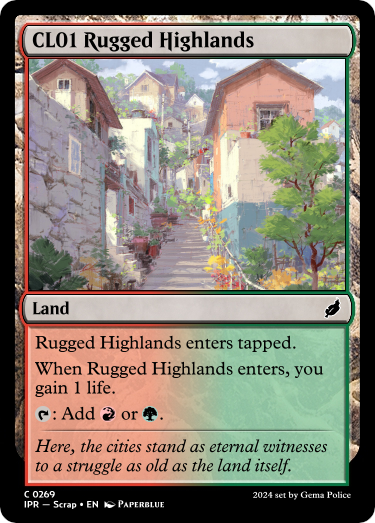 CL01 Rugged Highlands
Land
Rugged Highlands enters tapped.
When Rugged Highlands enters, you
gain 1 life.
: Add or .
Here, the cities stand as eternal witnesses
to a struggle as old as the land itself.
C 0269
IPR — Scrap • EN PAPERBLUE
2024 set by Gema Police